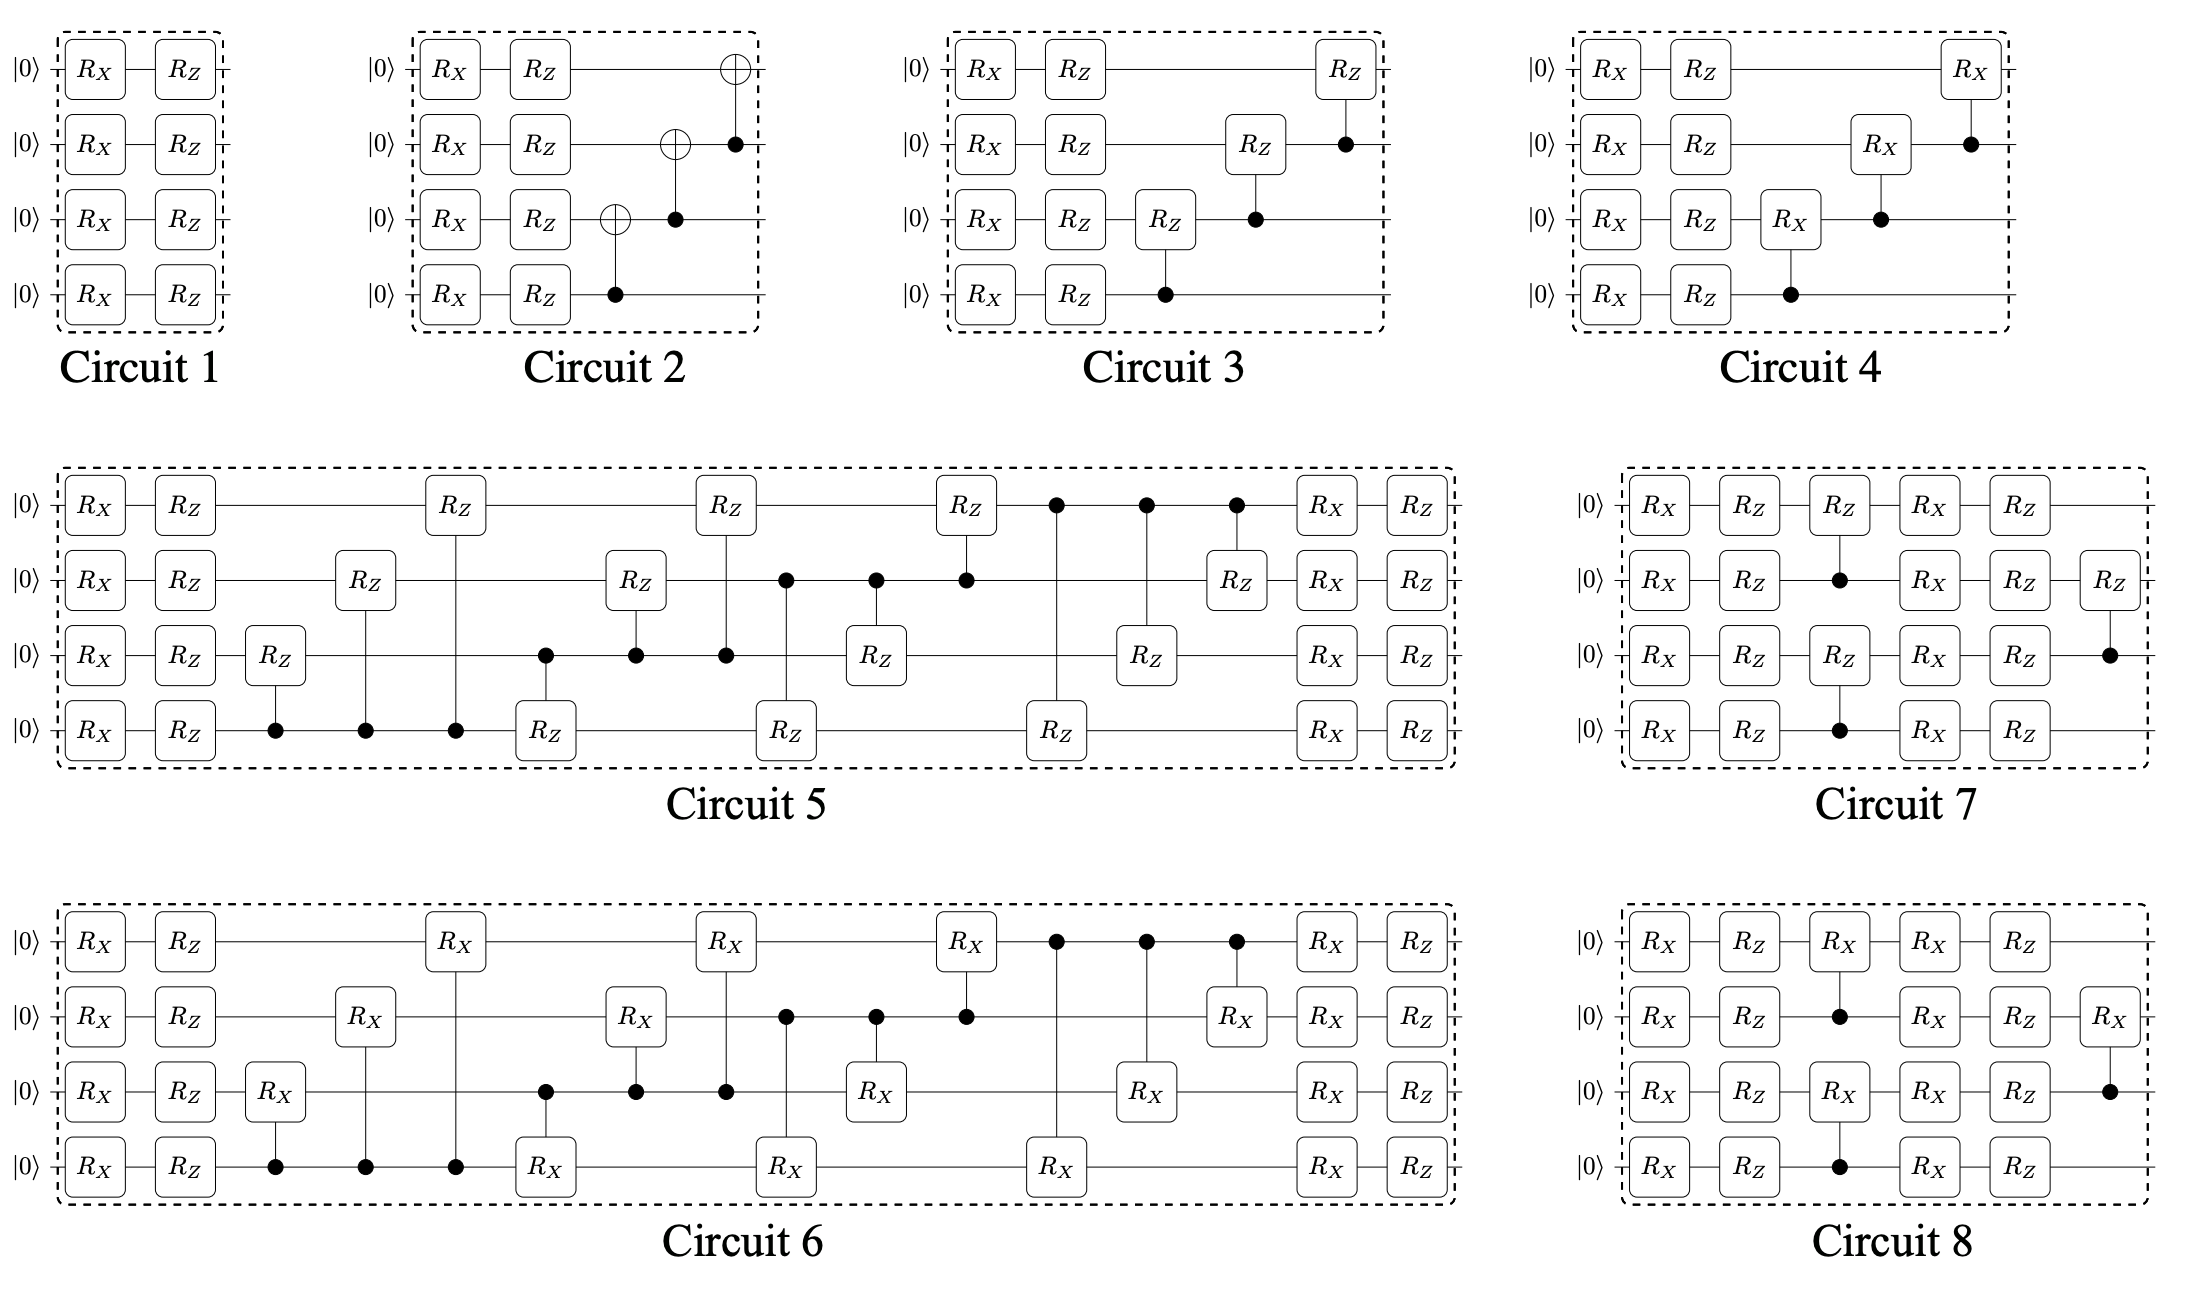 |0⟩ R_X R_Z |0⟩ R_X R_Z |0⟩ R_X R_Z R_Z |0⟩ R_X R_Z R_X
|0⟩ R_X R_Z |0⟩ R_X R_Z |0⟩ R_X R_Z R_Z |0⟩ R_X R_Z R_X
|0⟩ R_X R_Z |0⟩ R_X R_Z |0⟩ R_X R_Z R_Z |0⟩ R_X R_Z R_X
|0⟩ R_X R_Z |0⟩ R_X R_Z |0⟩ R_X R_Z |0⟩ R_X R_Z
Circuit 1 Circuit 2 Circuit 3 Circuit 4
|0⟩ R_X R_Z R_Z R_Z R_Z R_X R_Z |0⟩ R_X R_Z R_Z R_X R_Z
|0⟩ R_X R_Z R_Z R_Z R_Z R_X R_Z |0⟩ R_X R_Z R_X R_Z R_Z
|0⟩ R_X R_Z R_Z R_Z R_Z R_X R_Z |0⟩ R_X R_Z R_Z R_X R_Z
|0⟩ R_X R_Z R_Z R_Z R_Z R_X R_Z |0⟩ R_X R_Z R_X R_Z
Circuit 5 Circuit 7
|0⟩ R_X R_Z R_X R_X R_X R_X R_Z |0⟩ R_X R_Z R_X R_X R_Z
|0⟩ R_X R_Z R_X R_X R_X R_X R_Z |0⟩ R_X R_Z R_X R_Z R_X
|0⟩ R_X R_Z R_X R_X R_X R_X R_Z |0⟩ R_X R_Z R_X R_X R_Z
|0⟩ R_X R_Z R_X R_X R_X R_X R_Z |0⟩ R_X R_Z R_X R_Z
Circuit 6 Circuit 8